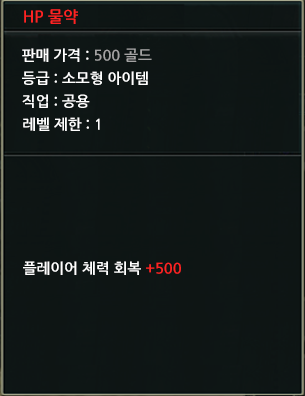 HP 물약
판매 가격 : 500 골드
등급 : 소모형 아이템
직업 : 공용
레벨 제한 : 1
플레이어 체력 회복 +500